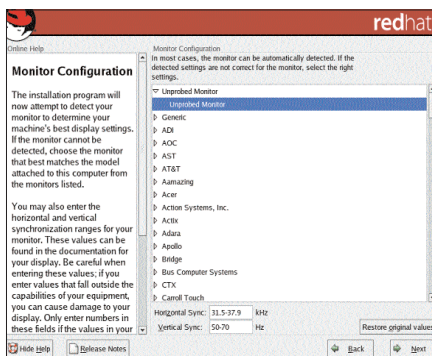 redhat
Online Help
Monitor Configuration
The installation program will
now attempt to detect your
monitor to determine your
machine's best display settings.
If the monitor cannot be
detected, choose the monitor
that best matches the model
attached to this computer from
the monitors listed.
You may also enter the
horizontal and vertical
synchronization ranges for your
monitor. These values can be
found in the documentation for
your display. Be careful when
entering these values; if you
enter values that fall outside the
capabilities of your equipment,
you can cause damage to your
display. Only enter numbers in
these fields if the values in your
Monitor Configuration
In most cases, the monitor can be automatically detected. If the
detected settings are not correct for the monitor, select the right
settings.
Unprobed Monitor
Unprobed Monitor
Generic
ADI
AOC
AST
AT&T
Aamazing
Acer
Action Systems, Inc.
Actix
Adara
Apollo
Bridge
Bus Computer Systems
CTX
Carroll Touch
Horizontal Sync: 31.5-37.9 kHz
Vertical Sync: 50-70 Hz
Restore original values
Hide Help
Release Notes
Back
Next